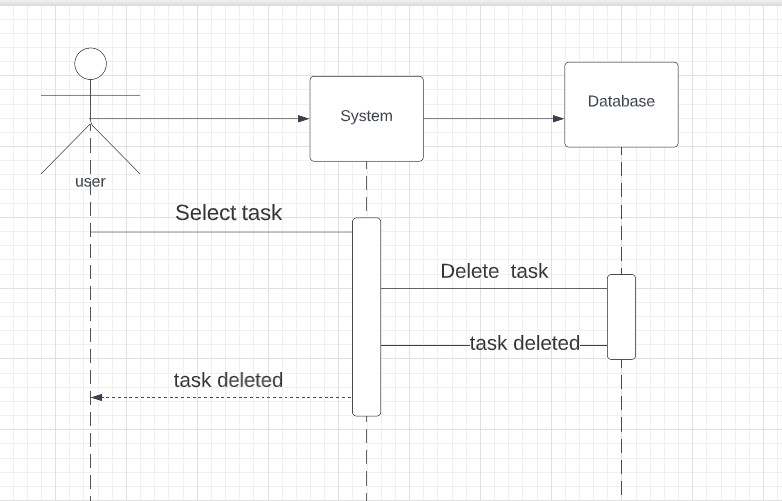 Database
System
user
Select task
Delete  task
task deleted
task deleted